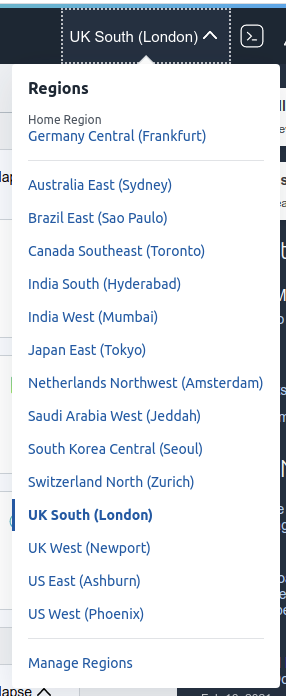 UK South (London)
Regions
Home Region
Germany Central (Frankfurt)
Australia East (Sydney)
Brazil East (Sao Paulo)
Canada Southeast (Toronto)
India South (Hyderabad)
India West (Mumbai)
Japan East (Tokyo)
Netherlands Northwest (Amsterdam)
Saudi Arabia West (Jeddah)
South Korea Central (Seoul)
Switzerland North (Zurich)
UK South (London)
UK West (Newport)
US East (Ashburn)
US West (Phoenix)
Manage Regions
lapse